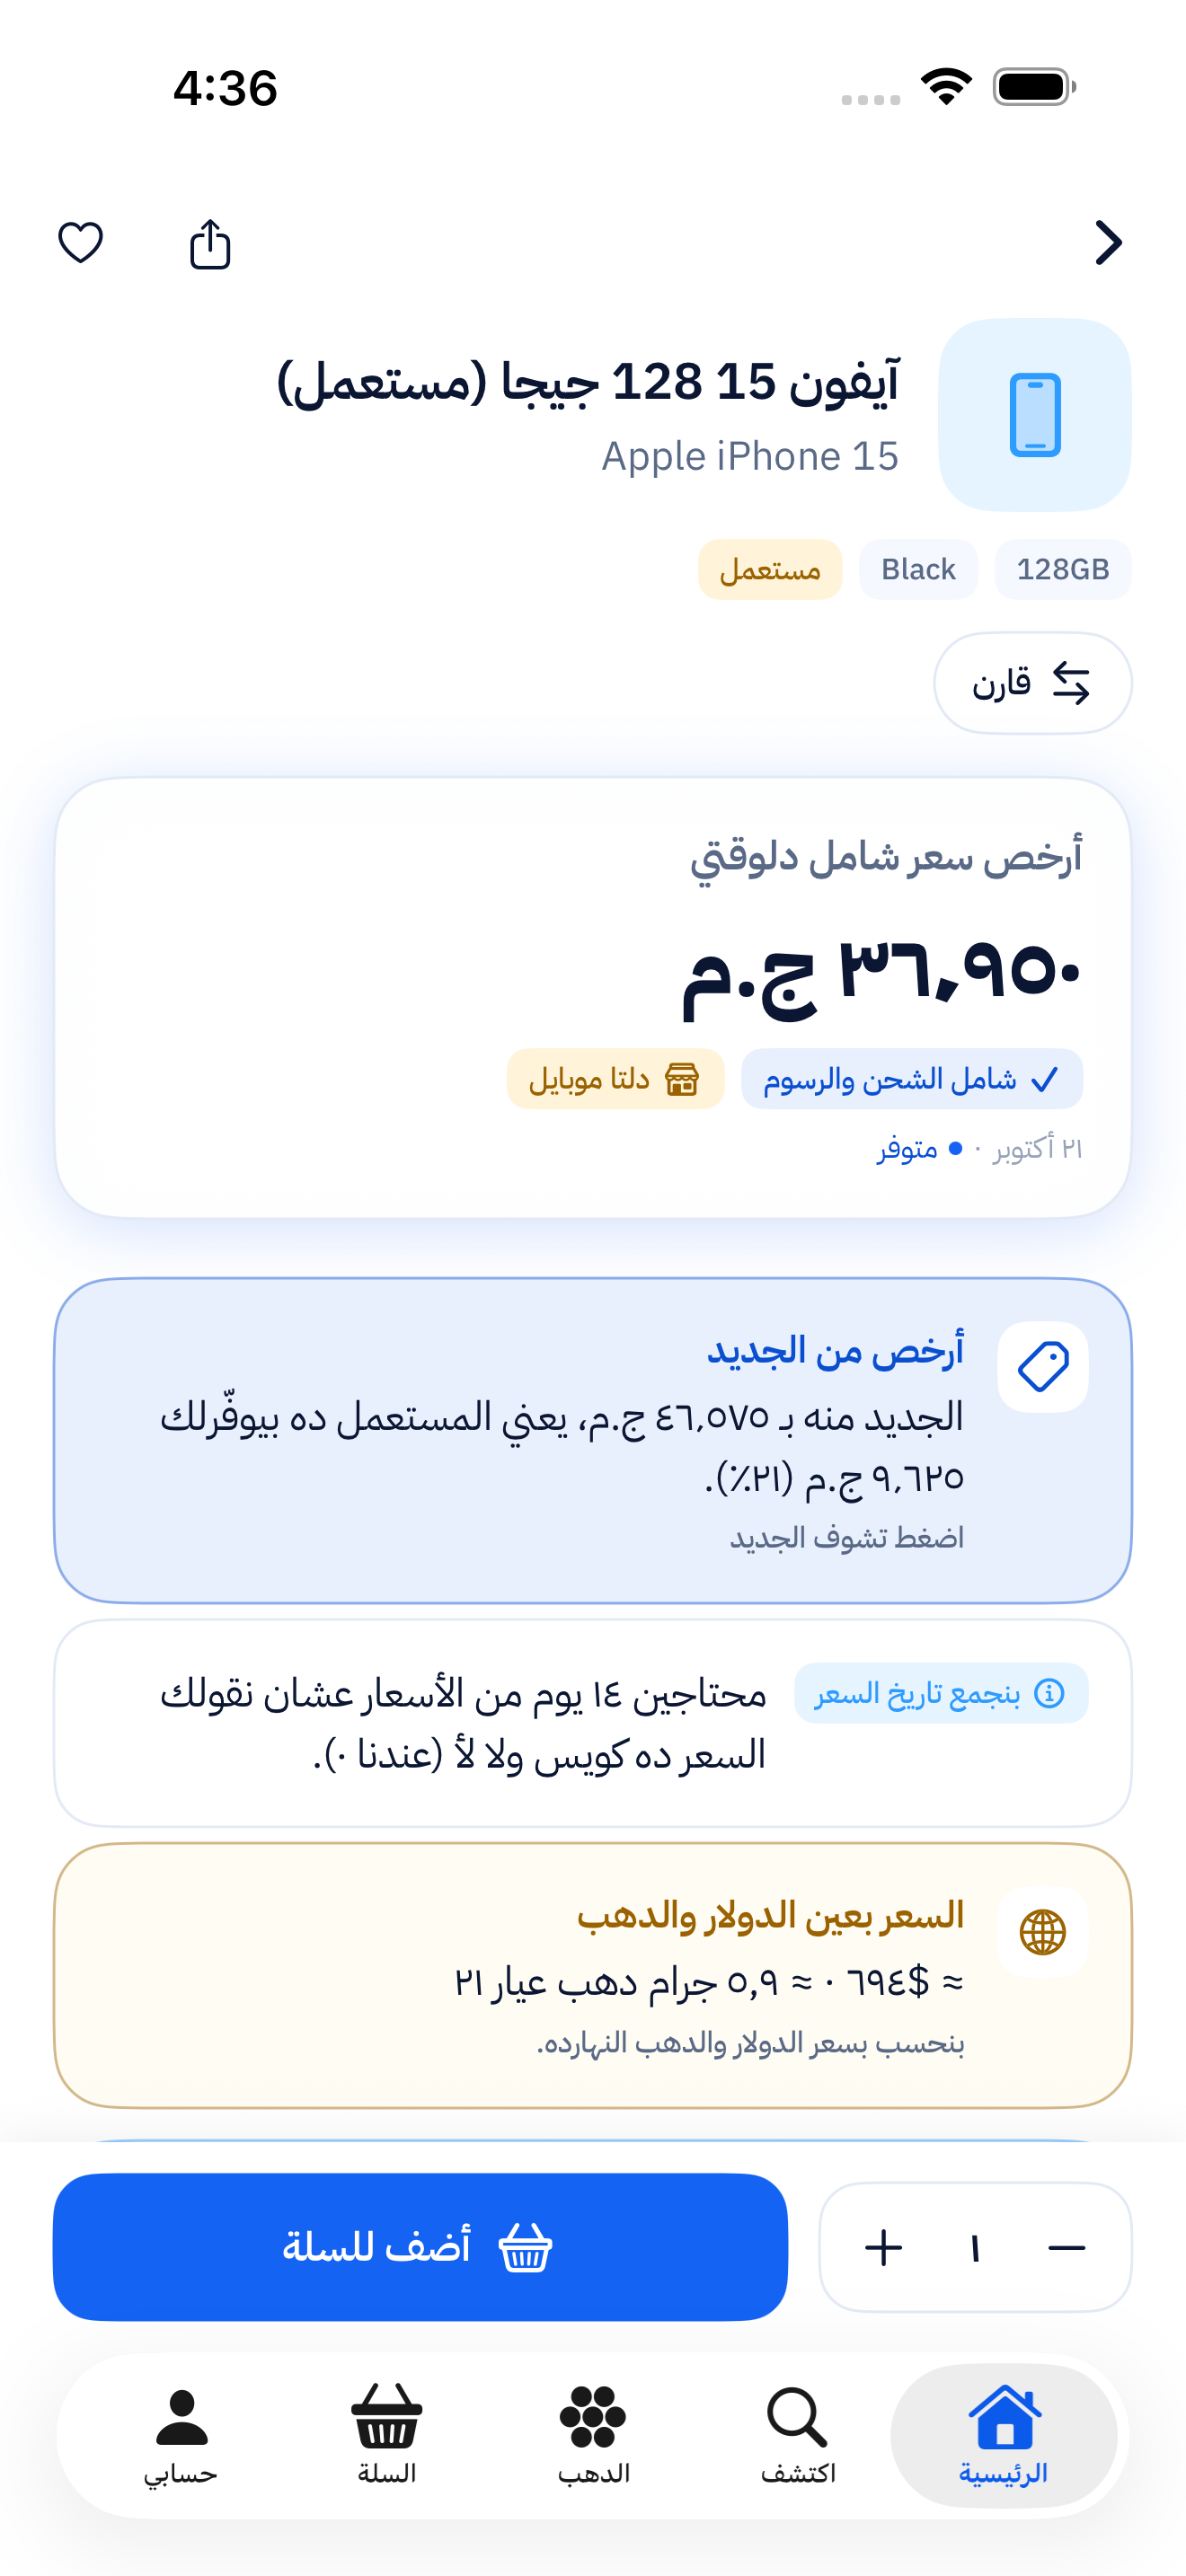 4:36
آيفون 15 128 جيجا (مستعمل)
Apple iPhone 15
128GB
Black
مستعمل
قارن
أرخص سعر شامل دلوقتي
٣٦,٩٥٠ ج.م
شامل الشحن والرسوم
دلتا موبايل
٢١ أكتوبر · متوفر
أرخص من الجديد
الجديد منه بـ ٤٦,٥٧٥ ج.م، يعني المستعمل ده بيوفّرلك
٩,٦٢٥ ج.م (٢١٪).
اضغط تشوف الجديد
بنجمع تاريخ السعر
محتاجين ١٤ يوم من الأسعار عشان نقولك
السعر ده كويس ولا لأ (عندنا ٠).
السعر بعين الدولار والدهب
≈ $٦٩٤ · ≈ ٥,٩ جرام دهب عيار ٢١
بنحسب بسعر الدولار والدهب النهارده.
١
أضف للسلة
الرئيسية
اكتشف
الدهب
السلة
حسابي